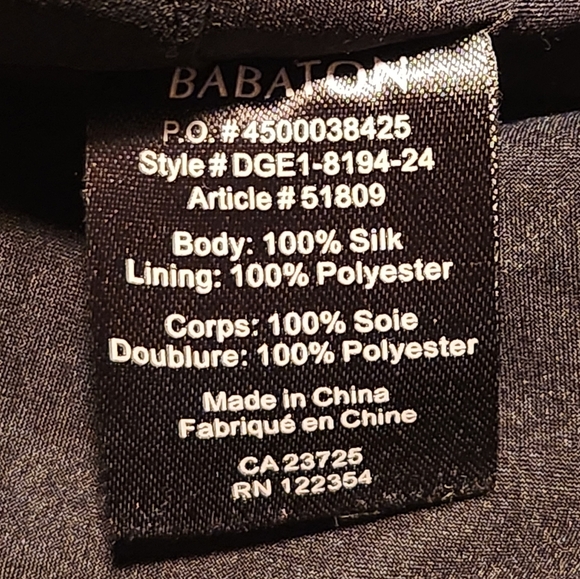 BABATON
P.O. # 4500038425
Style # DGE1-8194-24
Article # 51809
Body: 100% Silk
Lining: 100% Polyester
Corps: 100% Soie
Doublure: 100% Polyester
Made in China
Fabriqué en Chine
CA 23725
RN 122354